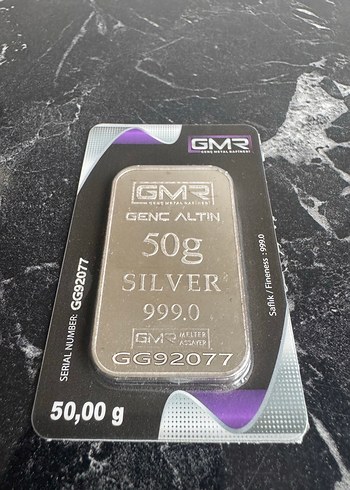 GMR
GENÇ METAL RAFİNERİ
GMR
GENÇ METAL RAFİNERİ
GENC ALTIN
50g
SILVER
999.0
GMR MELTER
ASSAYER
GG92077
SERIAL NUMBER: GG92077
Saflık / Fineness : 999.0
50,00 g